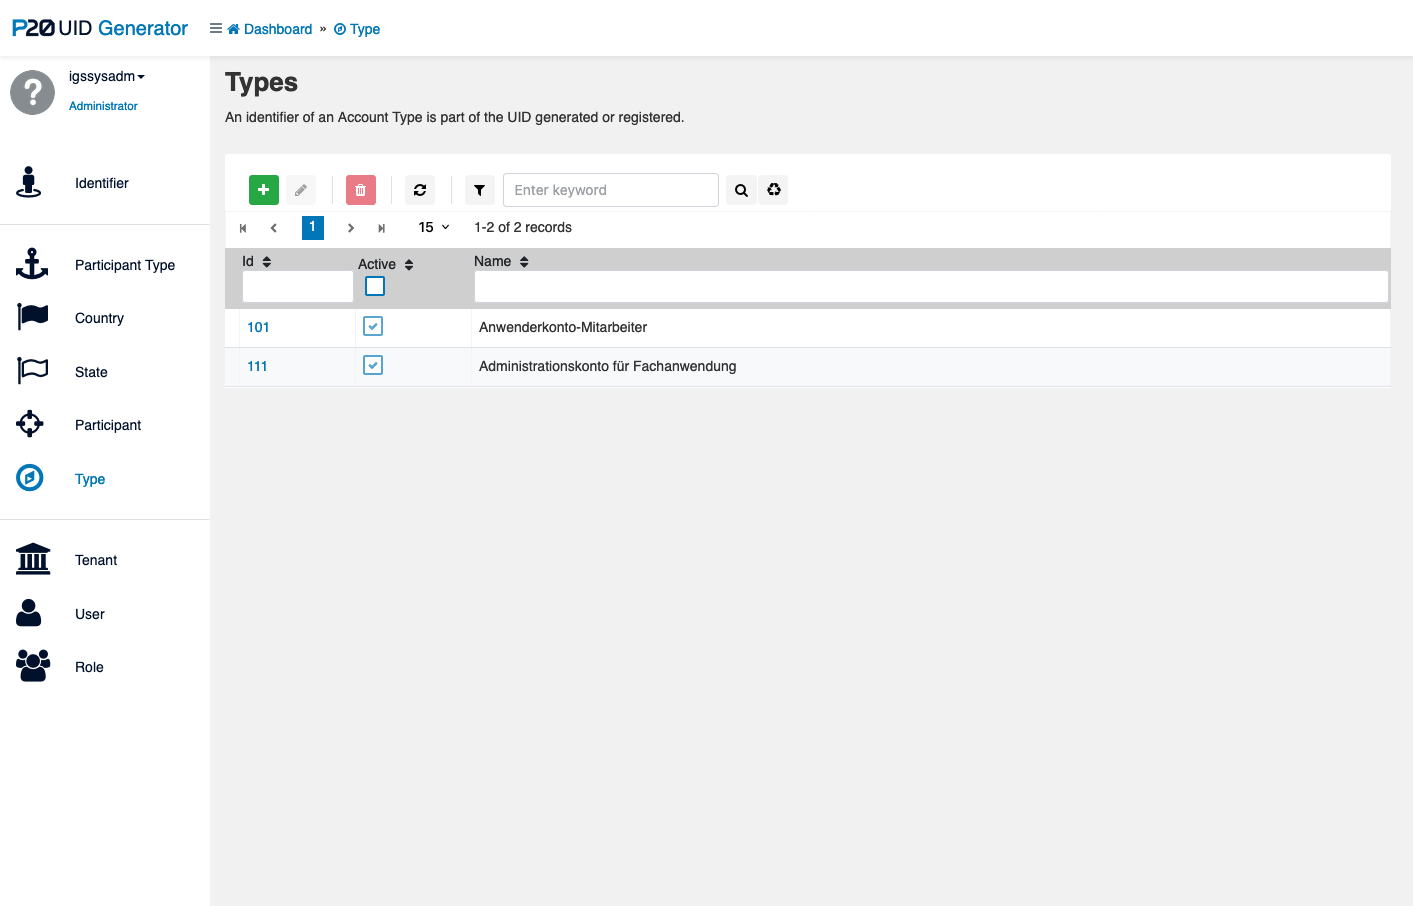 P20 UID Generator
Dashboard » Type
igssysadm
Administrator
Identifier
Participant Type
Country
State
Participant
Type
Tenant
User
Role
Types
An identifier of an Account Type is part of the UID generated or registered.
Enter keyword
1 15 1-2 of 2 records
Id Active Name
101 Anwenderkonto-Mitarbeiter
111 Administrationskonto für Fachanwendung